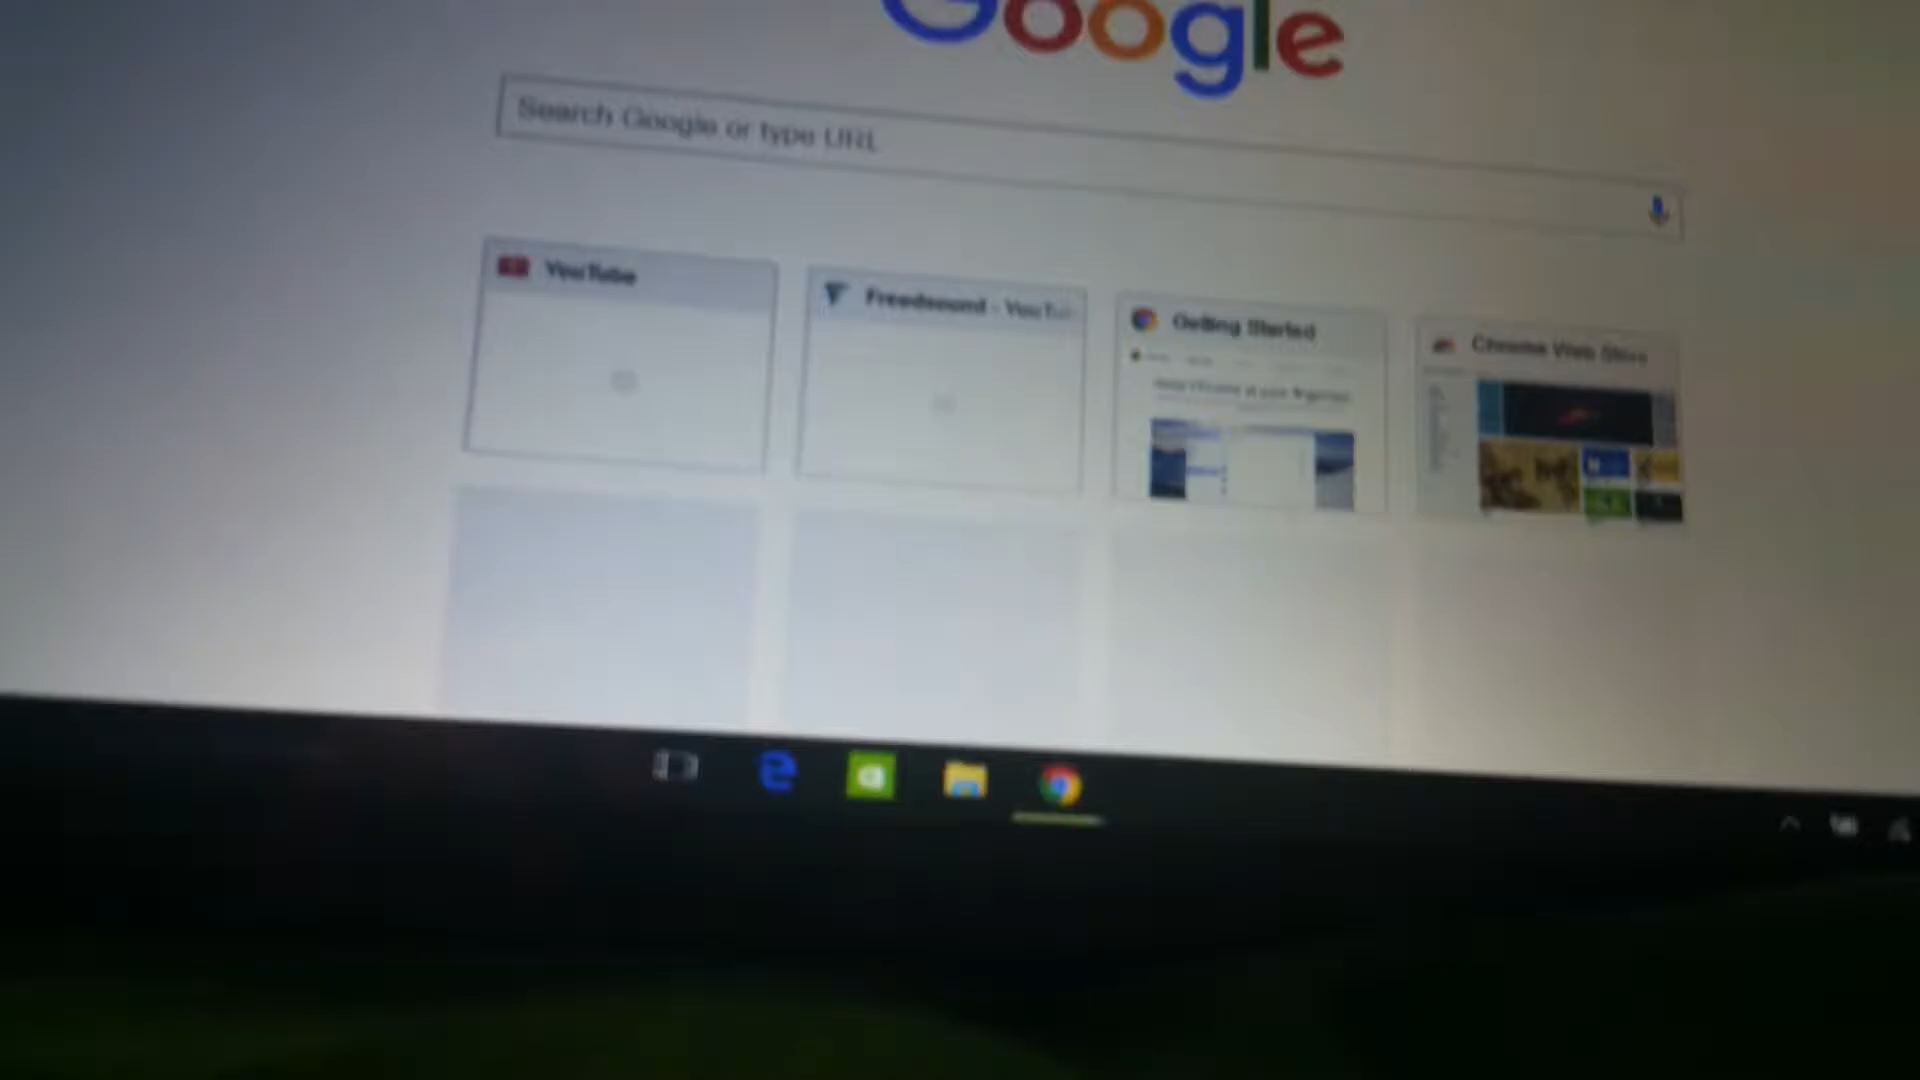 Google
Search Google or type URL
YouTube
Freedsound - YouTu
Getting Started
Chrome Web Store